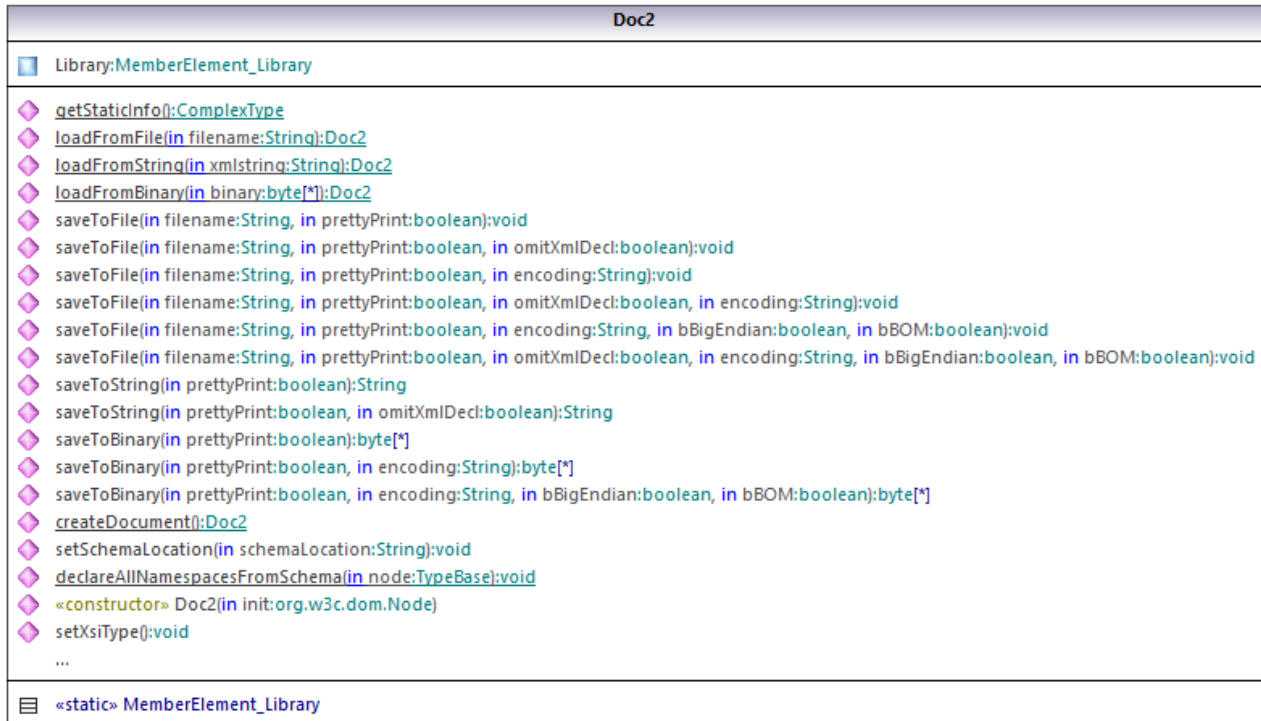 Doc2
Library:MemberElement_Library
getStaticInfo():ComplexType
loadFromFile(in filename:String):Doc2
loadFromString(in xmlstring:String):Doc2
loadFromBinary(in binary:byte[*]):Doc2
saveToFile(in filename:String, in prettyPrint:boolean):void
saveToFile(in filename:String, in prettyPrint:boolean, in omitXmlDecl:boolean):void
saveToFile(in filename:String, in prettyPrint:boolean, in encoding:String):void
saveToFile(in filename:String, in prettyPrint:boolean, in omitXmlDecl:boolean, in encoding:String):void
saveToFile(in filename:String, in prettyPrint:boolean, in encoding:String, in bBigEndian:boolean, in bBOM:boolean):void
saveToFile(in filename:String, in prettyPrint:boolean, in omitXmlDecl:boolean, in encoding:String, in bBigEndian:boolean, in bBOM:boolean):void
saveToString(in prettyPrint:boolean):String
saveToString(in prettyPrint:boolean, in omitXmlDecl:boolean):String
saveToBinary(in prettyPrint:boolean):byte[*]
saveToBinary(in prettyPrint:boolean, in encoding:String):byte[*]
saveToBinary(in prettyPrint:boolean, in encoding:String, in bBigEndian:boolean, in bBOM:boolean):byte[*]
createDocument():Doc2
setSchemaLocation(in schemaLocation:String):void
declareAllNamespacesFromSchema(in node:TypeBase):void
«constructor» Doc2(in init:org.w3c.dom.Node)
setXsiType():void
...
«static» MemberElement_Library